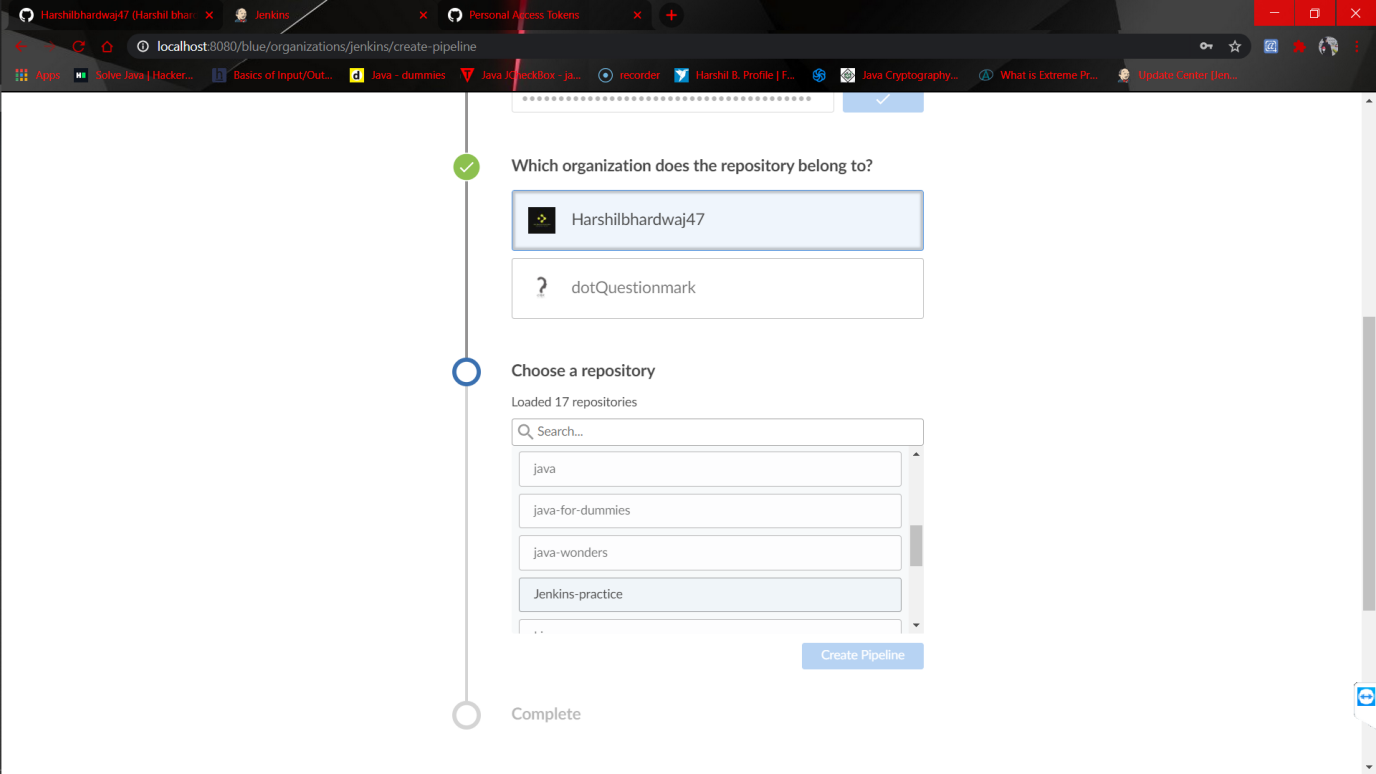 Harshilbhardwaj47 (Harshil bhar
Jenkins
Personal Access Tokens
localhost:8080/blue/organizations/jenkins/create-pipeline
Apps
Solve Java | Hacker...
Basics of Input/Out...
Java - dummies
Java JCheckBox - ja...
recorder
Harshil B. Profile | F...
Java Cryptography...
What is Extreme Pr...
Update Center [Jen...
Which organization does the repository belong to?
Harshilbhardwaj47
dotQuestionmark
Choose a repository
Loaded 17 repositories
Search...
java
java-for-dummies
java-wonders
Jenkins-practice
Create Pipeline
Complete